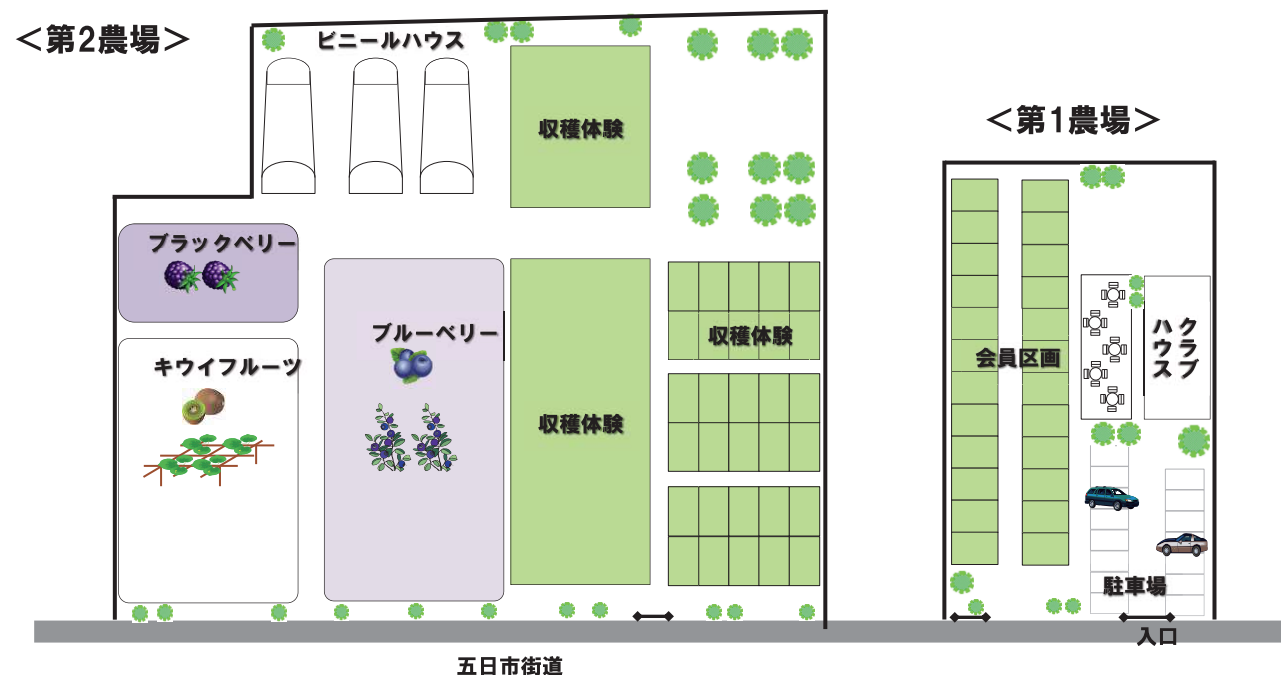 ＜第2農場＞
ビニールハウス
収穫体験
ブラックベリー
キウイフルーツ
ブルーベリー
収穫体験
収穫体験
＜第1農場＞
会員区画
クラブ
ハウス
駐車場
入口
五日市街道